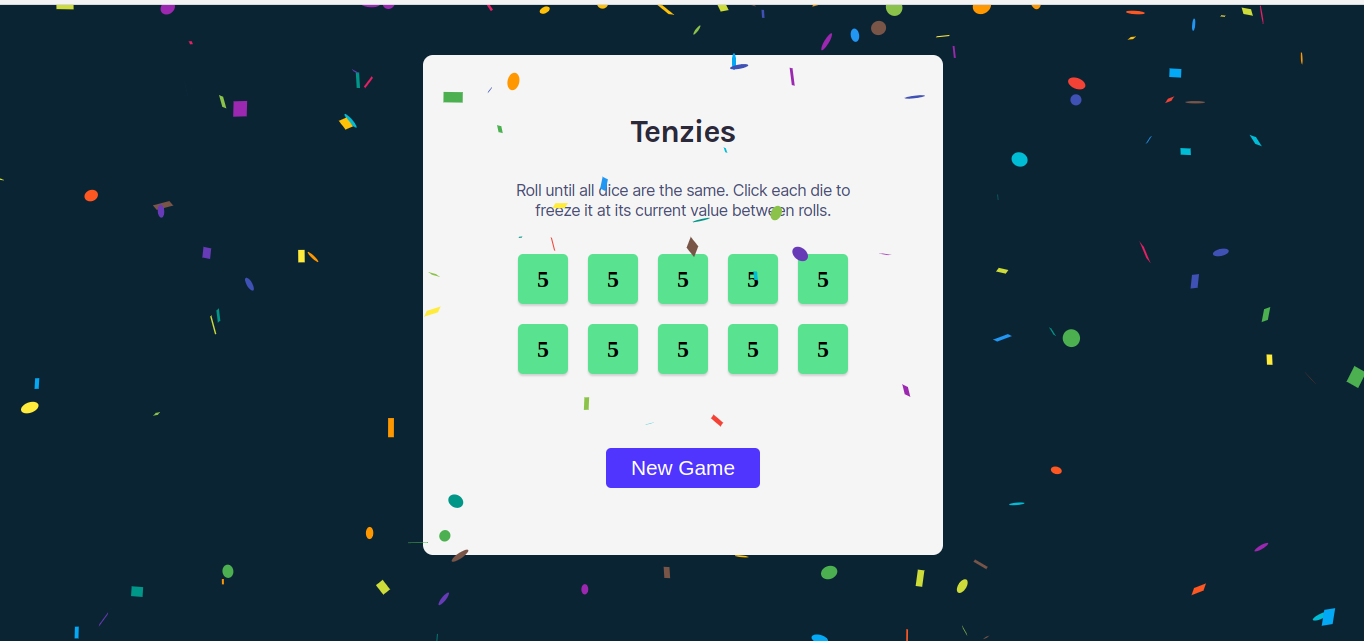 Tenzies
Roll until all dice are the same. Click each die to
freeze it at its current value between rolls.
5 5 5 5 5
5 5 5 5 5
New Game